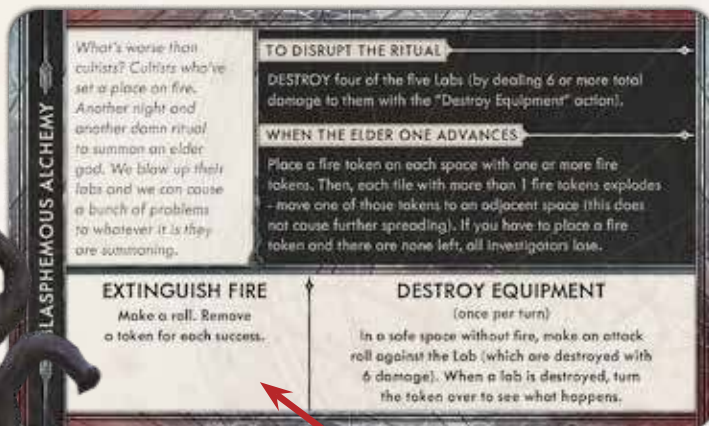 BLASPHEMOUS ALCHEMY
What's worse than
cultists? Cultists who've
set a place on fire.
Another night and
another damn ritual
to summon an elder
god. We blow up their
labs and we can cause
a bunch of problems
to whatever it is they
are summoning.
TO DISRUPT THE RITUAL
DESTROY four of the five Labs (by dealing 6 or more total
damage to them with the "Destroy Equipment" action).
WHEN THE ELDER ONE ADVANCES
Place a fire token on each space with one or more fire
tokens. Then, each tile with more than 1 fire tokens explodes
- move one of those tokens to an adjacent space (this does
not cause further spreading). If you have to place a fire
token and there are none left, all investigators lose.
EXTINGUISH FIRE
Make a roll. Remove
a token for each success.
DESTROY EQUIPMENT
(once per turn)
In a safe space without fire, make an attack
roll against the Lab (which are destroyed with
6 damage). When a lab is destroyed, turn
the token over to see what happens.